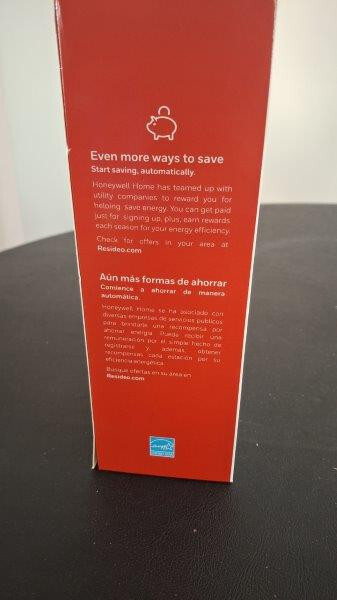 Even more ways to save
Start saving, automatically.
Honeywell Home has teamed up with
utility companies to reward you for
helping save energy. You can get paid
just for signing up, plus, earn rewards
each season for your energy efficiency.
Check for offers in your area at
Resideo.com
Aún más formas de ahorrar
Comience a ahorrar de manera
automática.
Honeywell Home se ha asociado con
diversas empresas de servicios públicos
para brindarle una recompensa por
ahorrar energía. Puede recibir una
remuneración por el simple hecho de
registrarse y, además, obtener
recompensas cada estación por su
eficiencia energética.
Busque ofertas en su área en
Resideo.com
energy
ENERGY STAR